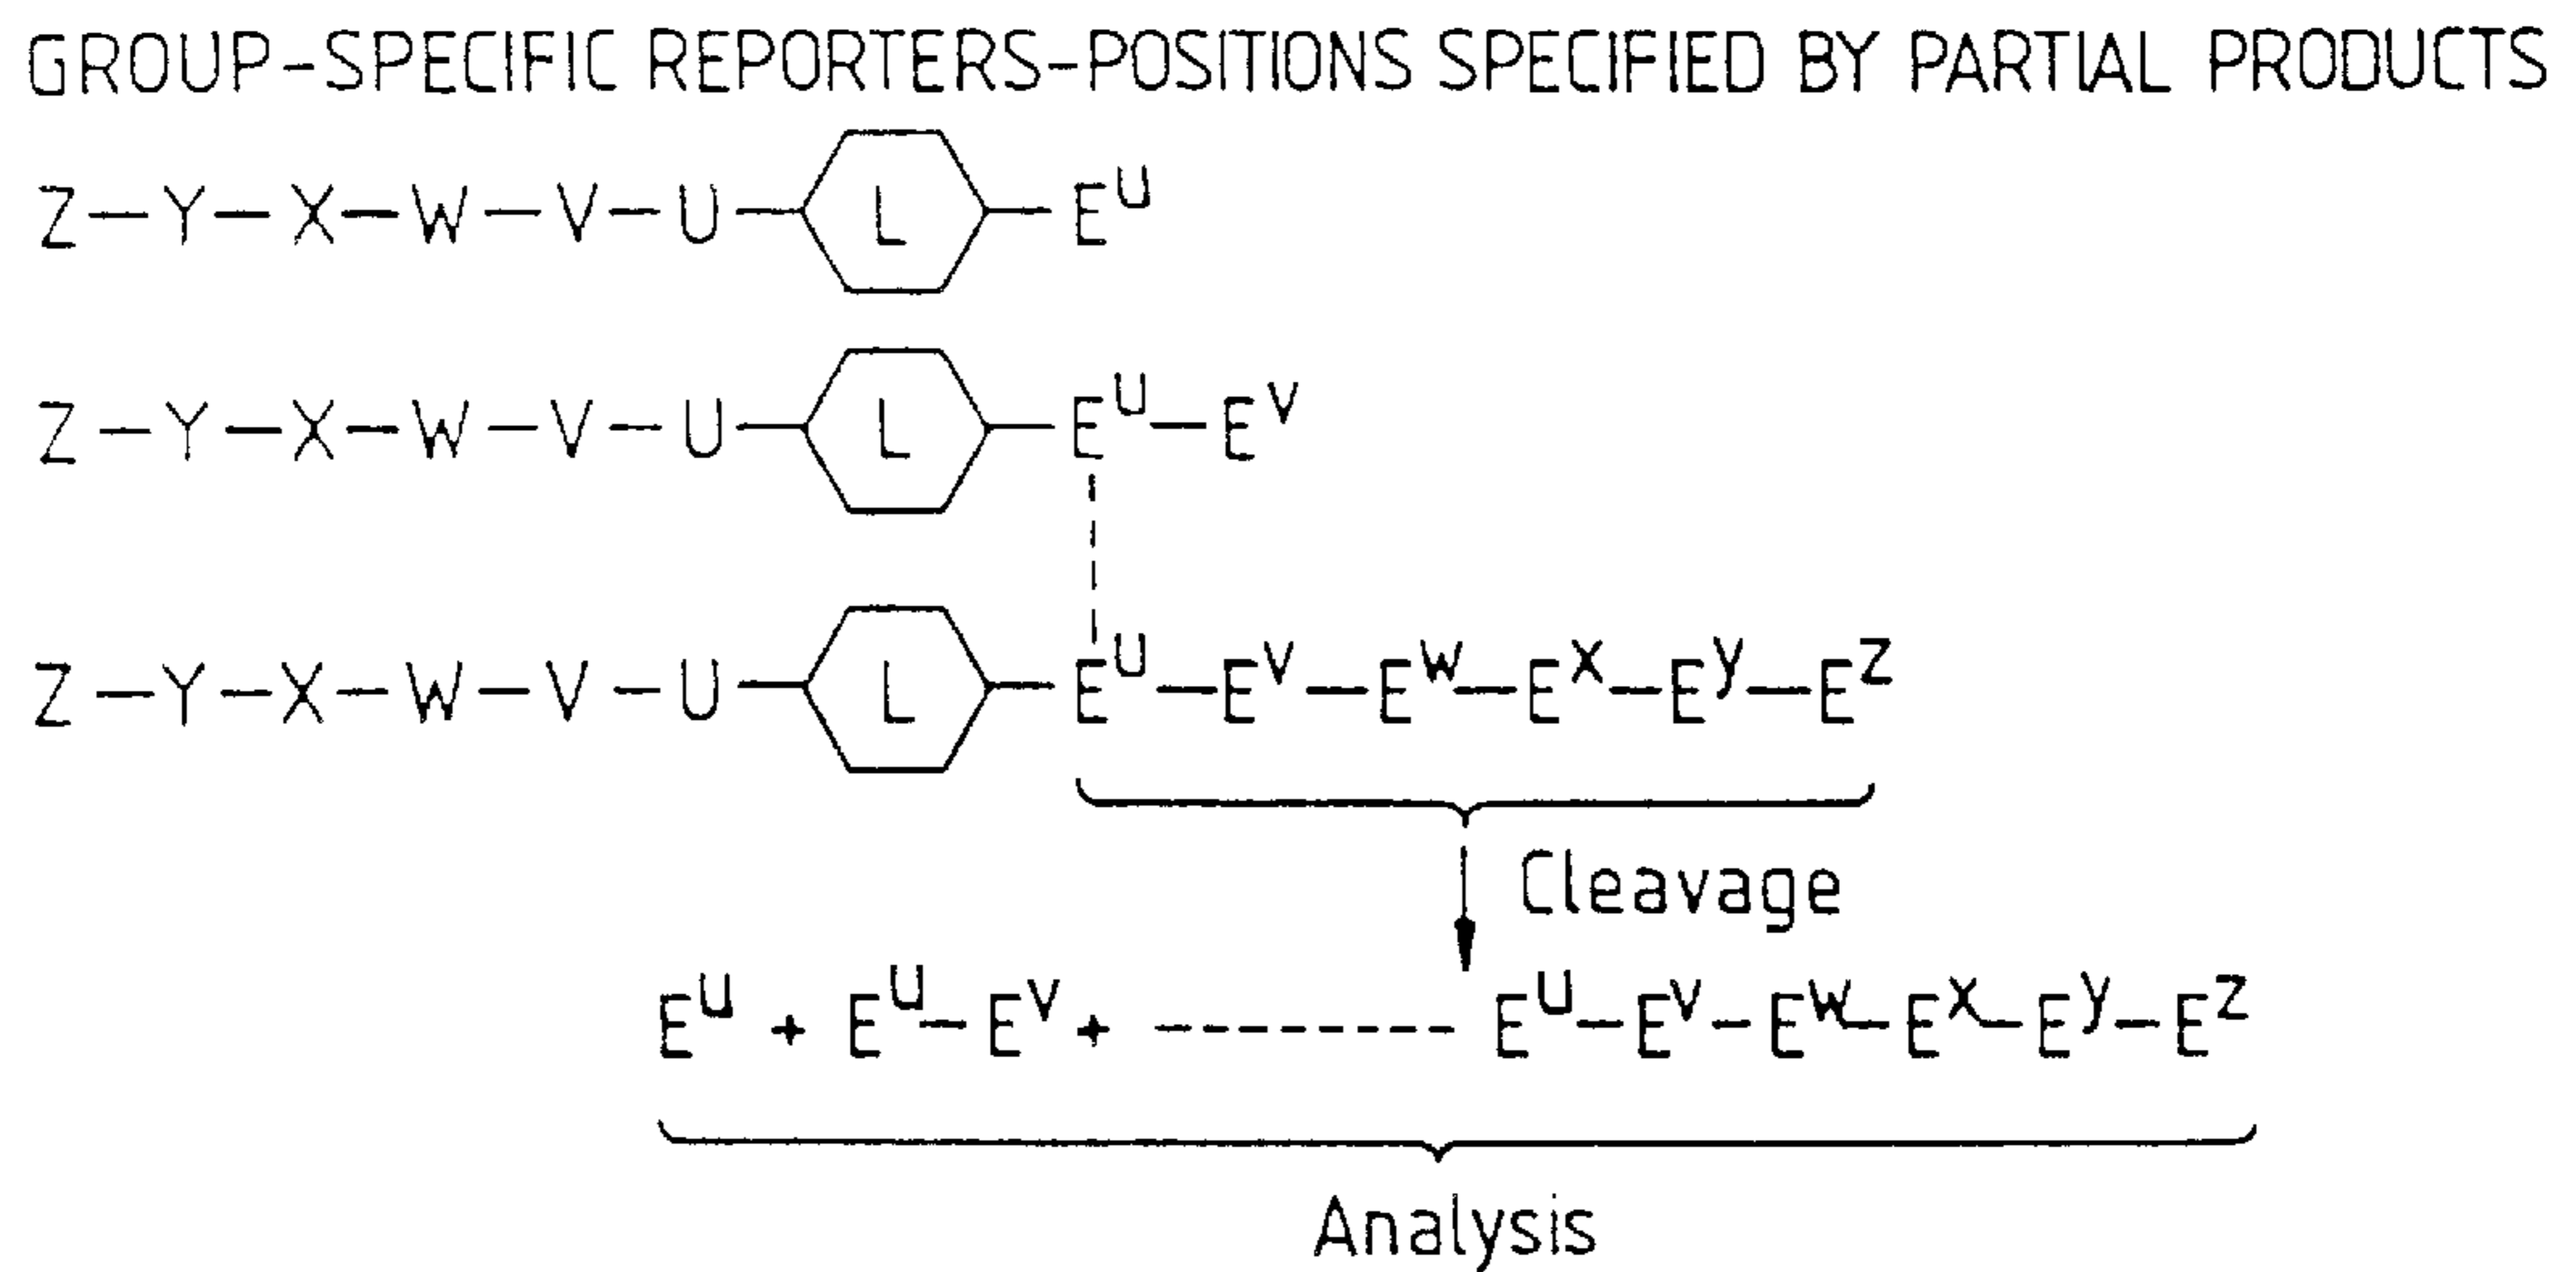 GROUP-SPECIFIC REPORTERS-POSITIONS SPECIFIED BY PARTIAL PRODUCTS
Z—Y—X—W—V—U—L—E^U
Z—Y—X—W—V—U—L—E^U—E^V
Z—Y—X—W—V—U—L—E^U—E^V—E^W—E^X—E^y—E^Z
Cleavage
E^U + E^U—E^V + ---------- E^U—E^V—E^W—E^X—E^y—E^Z
Analysis